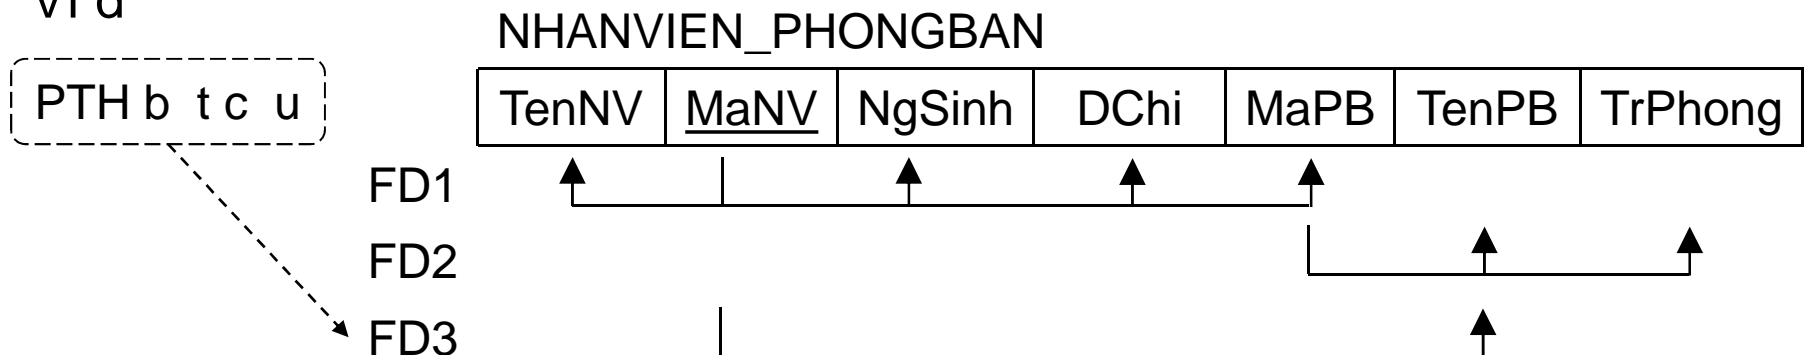 NHANVIEN_PHONGBAN
PTH b t c u
TenNV MaNV NgSinh DChi MaPB TenPB TrPhong
FD1
FD2
FD3